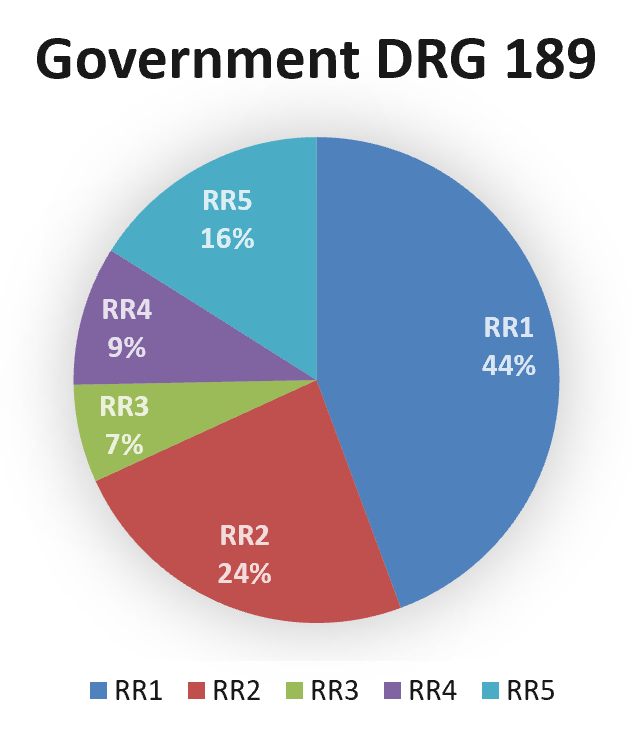 Government DRG 189
RR5
16%
RR1
44%
RR4
9%
RR3
7%
RR2
24%
RR1 RR2 RR3 RR4 RR5